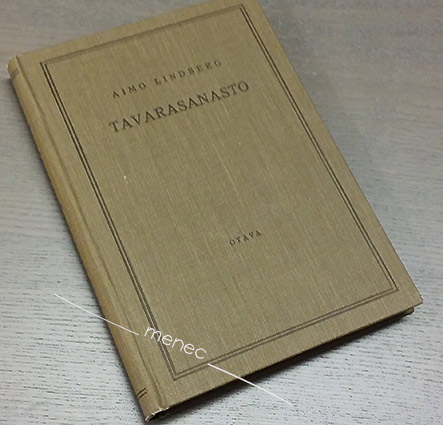 AIMO LINDBERG
TAVARASANASTO
OTAVA
menec